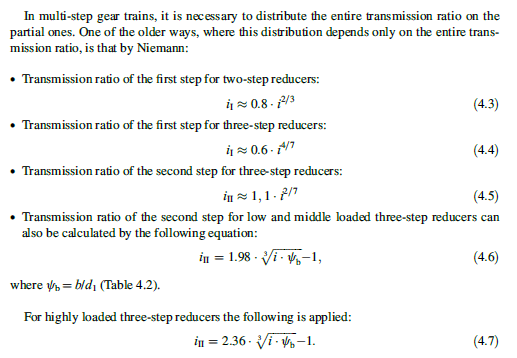 In multi-step gear trains, it is necessary to distribute the entire transmission ratio on the
partial ones. One of the older ways, where this distribution depends only on the entire trans-
mission ratio, is that by Niemann:
• Transmission ratio of the first step for two-step reducers:
i_I ≈ 0.8 · i^{2/3} (4.3)
• Transmission ratio of the first step for three-step reducers:
i_I ≈ 0.6 · i^{4/7} (4.4)
• Transmission ratio of the second step for three-step reducers:
i_{II} ≈ 1,1 · i^{2/7} (4.5)
• Transmission ratio of the second step for low and middle loaded three-step reducers can
also be calculated by the following equation:
i_{II} = 1.98 · ∛(i · ψ_b) −1, (4.6)
where ψ_b = b/d_1 (Table 4.2).
For highly loaded three-step reducers the following is applied:
i_{II} = 2.36 · ∛(i · ψ_b) −1. (4.7)